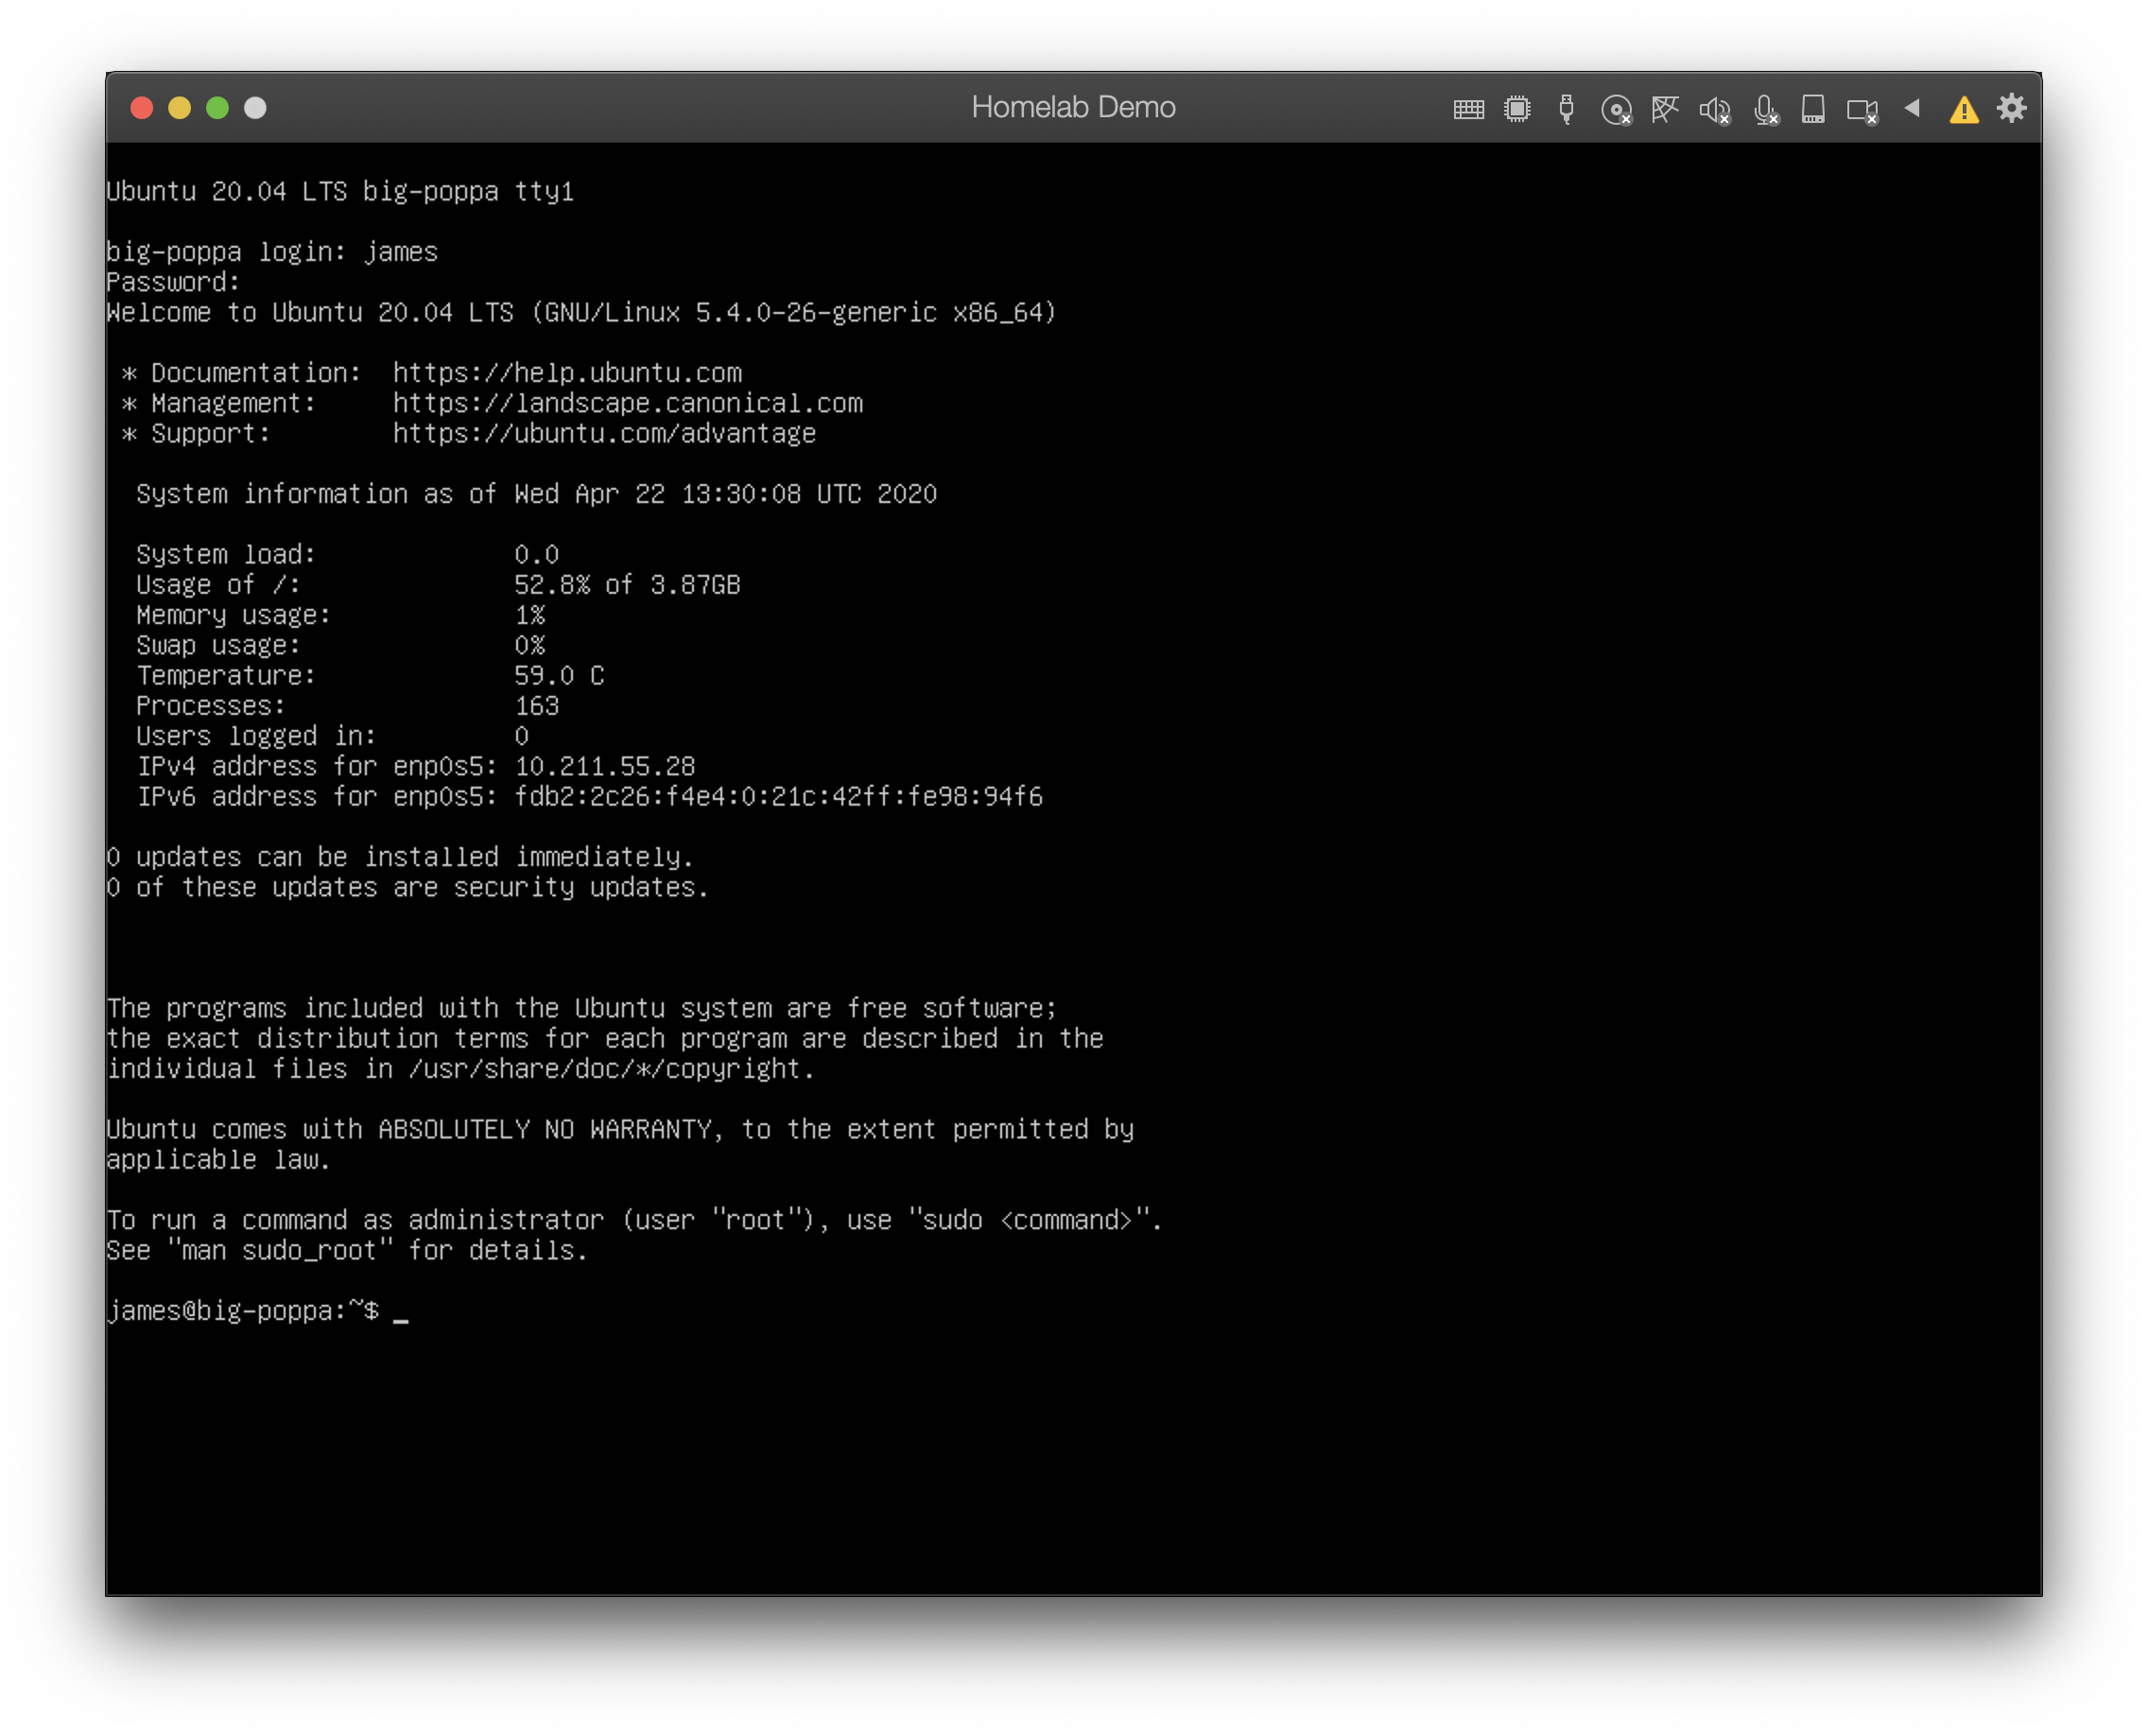 Homelab Demo
Ubuntu 20.04 LTS big-poppa tty1
big-poppa login: james
Password:
Welcome to Ubuntu 20.04 LTS (GNU/Linux 5.4.0-26-generic x86_64)
* Documentation:  https://help.ubuntu.com
* Management:     https://landscape.canonical.com
* Support:        https://ubuntu.com/advantage
System information as of Wed Apr 22 13:30:08 UTC 2020
System load:             0.0
Usage of /:              52.8% of 3.87GB
Memory usage:            1%
Swap usage:              0%
Temperature:             59.0 C
Processes:               163
Users logged in:         0
IPv4 address for enp0s5: 10.211.55.28
IPv6 address for enp0s5: fdb2:2c26:f4e4:0:21c:42ff:fe98:94f6
0 updates can be installed immediately.
0 of these updates are security updates.
The programs included with the Ubuntu system are free software;
the exact distribution terms for each program are described in the
individual files in /usr/share/doc/*/copyright.
Ubuntu comes with ABSOLUTELY NO WARRANTY, to the extent permitted by
applicable law.
To run a command as administrator (user "root"), use "sudo <command>".
See "man sudo_root" for details.
james@big-poppa:~$ _